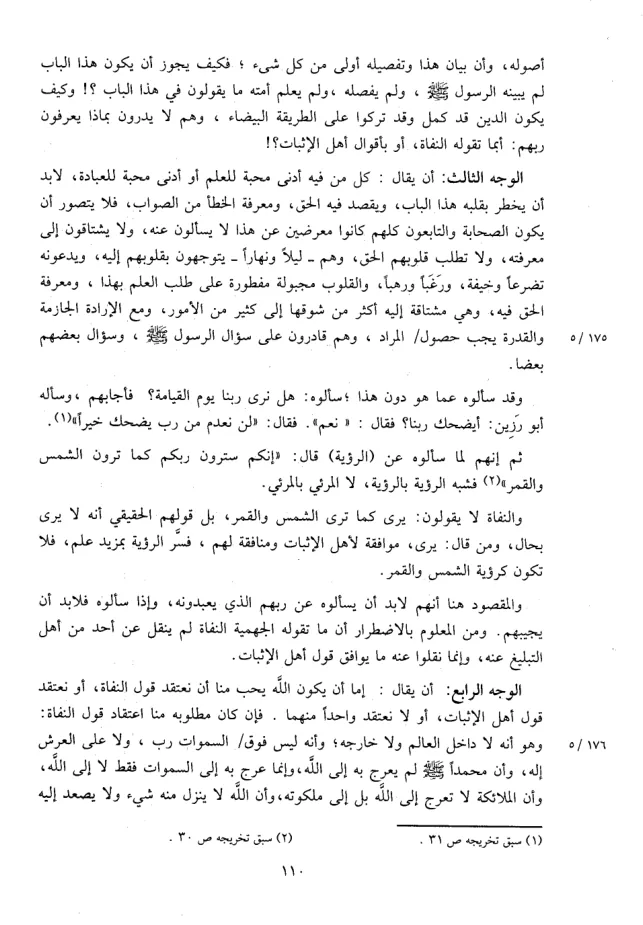 أصوله، وأن بيان هذا وتفصيله أولى من كل شيء ؛ فكيف يجوز أن يكون هذا الباب
لم يبينه الرسول ﷺ ، ولم يفصله ،ولم يعلم أمته ما يقولون في هذا الباب ؟! وكيف
يكون الدين قد كمل وقد تركوا على الطريقة البيضاء ، وهم لا يدرون بماذا يعرفون
ربهم: أبما تقوله النفاة، أو بأقوال أهل الإثبات؟!
الوجه الثالث: أن يقال : كل من فيه أدنى محبة للعلم أو أدنى محبة للعبادة، لابد
أن يخطر بقلبه هذا الباب، ويقصد فيه الحق، ومعرفة الخطأ من الصواب، فلا يتصور أن
يكون الصحابة والتابعون كلهم كانوا معرضين عن هذا لا يسألون عنه، ولا يشتاقون إلى
معرفته، ولا تطلب قلوبهم الحق، وهم ـ ليلاً ونهاراً ـ يتوجهون بقلوبهم إليه، ويدعونه
تضرعاً وخيفة، ورَغَباً ورهباً، والقلوب مجبولة مفطورة على طلب العلم بهذا ، ومعرفة
الحق فيه، وهي مشتاقة إليه أكثر من شوقها إلى كثير من الأمور، ومع الإرادة الجازمة
والقدرة يجب حصول/ المراد ، وهم قادرون على سؤال الرسول ﷺ ، وسؤال بعضهم
١٧٥/ ٥
بعضا.
وقد سألوه عما هو دون هذا ؛سألوه: هل نرى ربنا يوم القيامة؟ فأجابهم ،وسأله
أبو رَزِين: أيضحك ربنا؟ فقال : « نعم». فقال: «لن نعدم من رب يضحك خيراً»(١).
ثم إنهم لما سألوه عن (الرؤية) قال: «إنكم سترون ربكم كما ترون الشمس
والقمر»(٢) فشبه الرؤية بالرؤية، لا المرئي بالمرئي.
والنفاة لا يقولون: يرى كما ترى الشمس والقمر، بل قولهم الحقيقي أنه لا يرى
بحال، ومن قال: يرى، موافقة لأهل الإثبات ومنافقة لهم ، فسَّر الرؤية بمزيد علم، فلا
تكون كرؤية الشمس والقمر.
والمقصود هنا أنهم لابد أن يسألوه عن ربهم الذي يعبدونه، وإذا سألوه فلابد أن
يجيبهم. ومن المعلوم بالاضطرار أن ما تقوله الجهمية النفاة لم ينقل عن أحد من أهل
التبليغ عنه، وإنما نقلوا عنه ما يوافق قول أهل الإثبات.
الوجه الرابع: أن يقال : إما أن يكون اللَّه يحب منا أن نعتقد قول النفاة، أو نعتقد
قول أهل الإثبات، أو لا نعتقد واحداً منهما . فإن كان مطلوبه منا اعتقاد قول النفاة:
وهو أنه لا داخل العالم ولا خارجه؛ وأنه ليس فوق/ السموات رب ، ولا على العرش
١٧٦/ ٥
إله، وأن محمداً ﷺ لم يعرج به إلى اللَّه،وإنما عرج به إلى السموات فقط لا إلى اللَّه،
وأن الملائكة لا تعرج إلى اللَّه بل إلى ملكوته،وأن اللَّه لا ينزل منه شيء ولا يصعد إليه
(١) سبق تخريجه ص ٣١ . (٢) سبق تخريجه ص ٣٠ .
١١٠